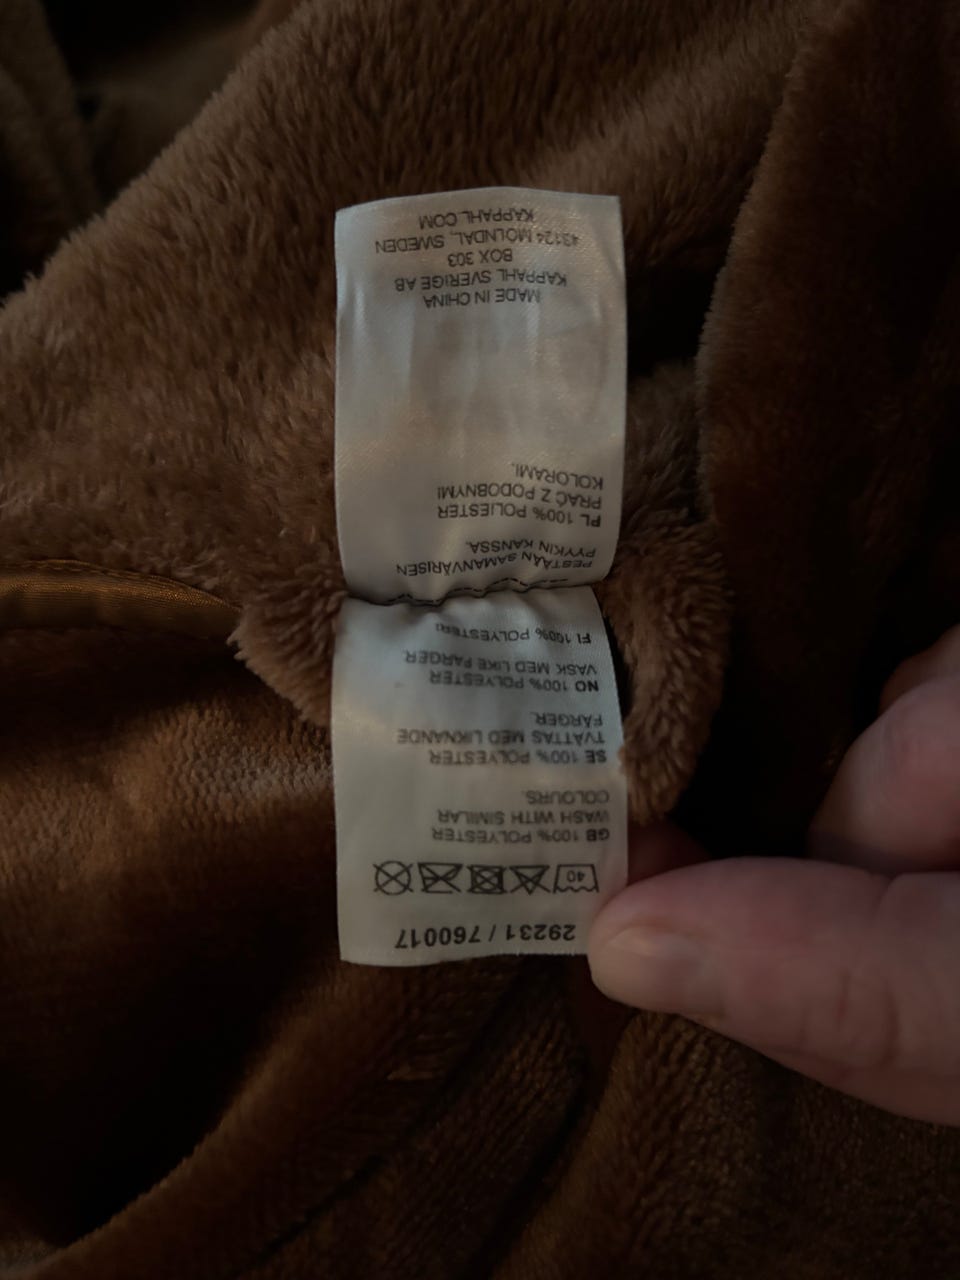 29231 / 760017
40
GB 100% POLYESTER
WASH WITH SIMILAR
COLOURS.
SE 100% POLYESTER
TVÄTTAS MED LIKNANDE
FÄRGER.
NO 100% POLYESTER
VASK MED LIKE FARGER.
FI 100% POLYESTERI
PESTÄÄN SAMANVÄRISEN
PYYKIN KANSSA.
PL 100% POLIESTER
PRAĆ Z PODOBNYMI
KOLORAMI.
MADE IN CHINA
KAPPAHL SVERIGE AB
BOX 303
43124 MÖLNDAL, SWEDEN
KAPPAHL.COM